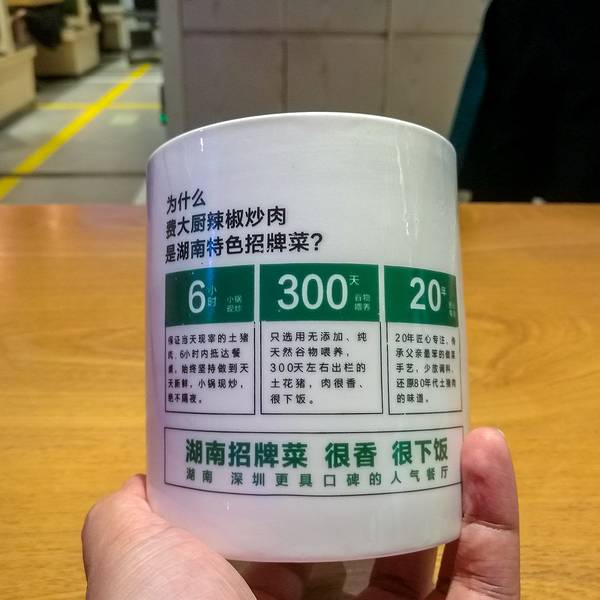 为什么
费大厨辣椒炒肉
是湖南特色招牌菜?
6小时 小锅现炒
保证当天现宰的土猪
肉,6小时内抵达餐
桌,始终坚持做到天
天新鲜,小锅现炒,
绝不隔夜。
300天 谷物喂养
只选用无添加、纯
天然谷物喂养,
300天左右出栏的
土花猪,肉很香、
很下饭。
20年
20年匠心专注,传
承父亲最笨的做菜
手艺,少放调料,
还原80年代土猪肉
的味道。
湖南招牌菜 很香 很下饭
湖南 深圳更具口碑的人气餐厅